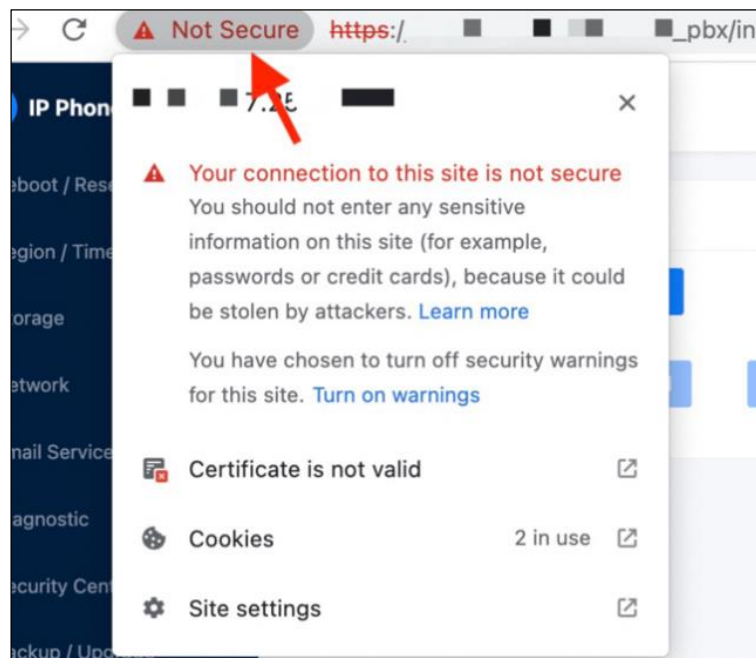 Not Secure https:/ _pbx/in
IP Phon
7.25
eboot / Rese
Your connection to this site is not secure
You should not enter any sensitive
egion / Time
information on this site (for example,
passwords or credit cards), because it could
orage
be stolen by attackers. Learn more
You have chosen to turn off security warnings
etwork
for this site. Turn on warnings
mail Service
Certificate is not valid
agnostic
Cookies 2 in use
ecurity Cent
Site settings
ackup / Upg